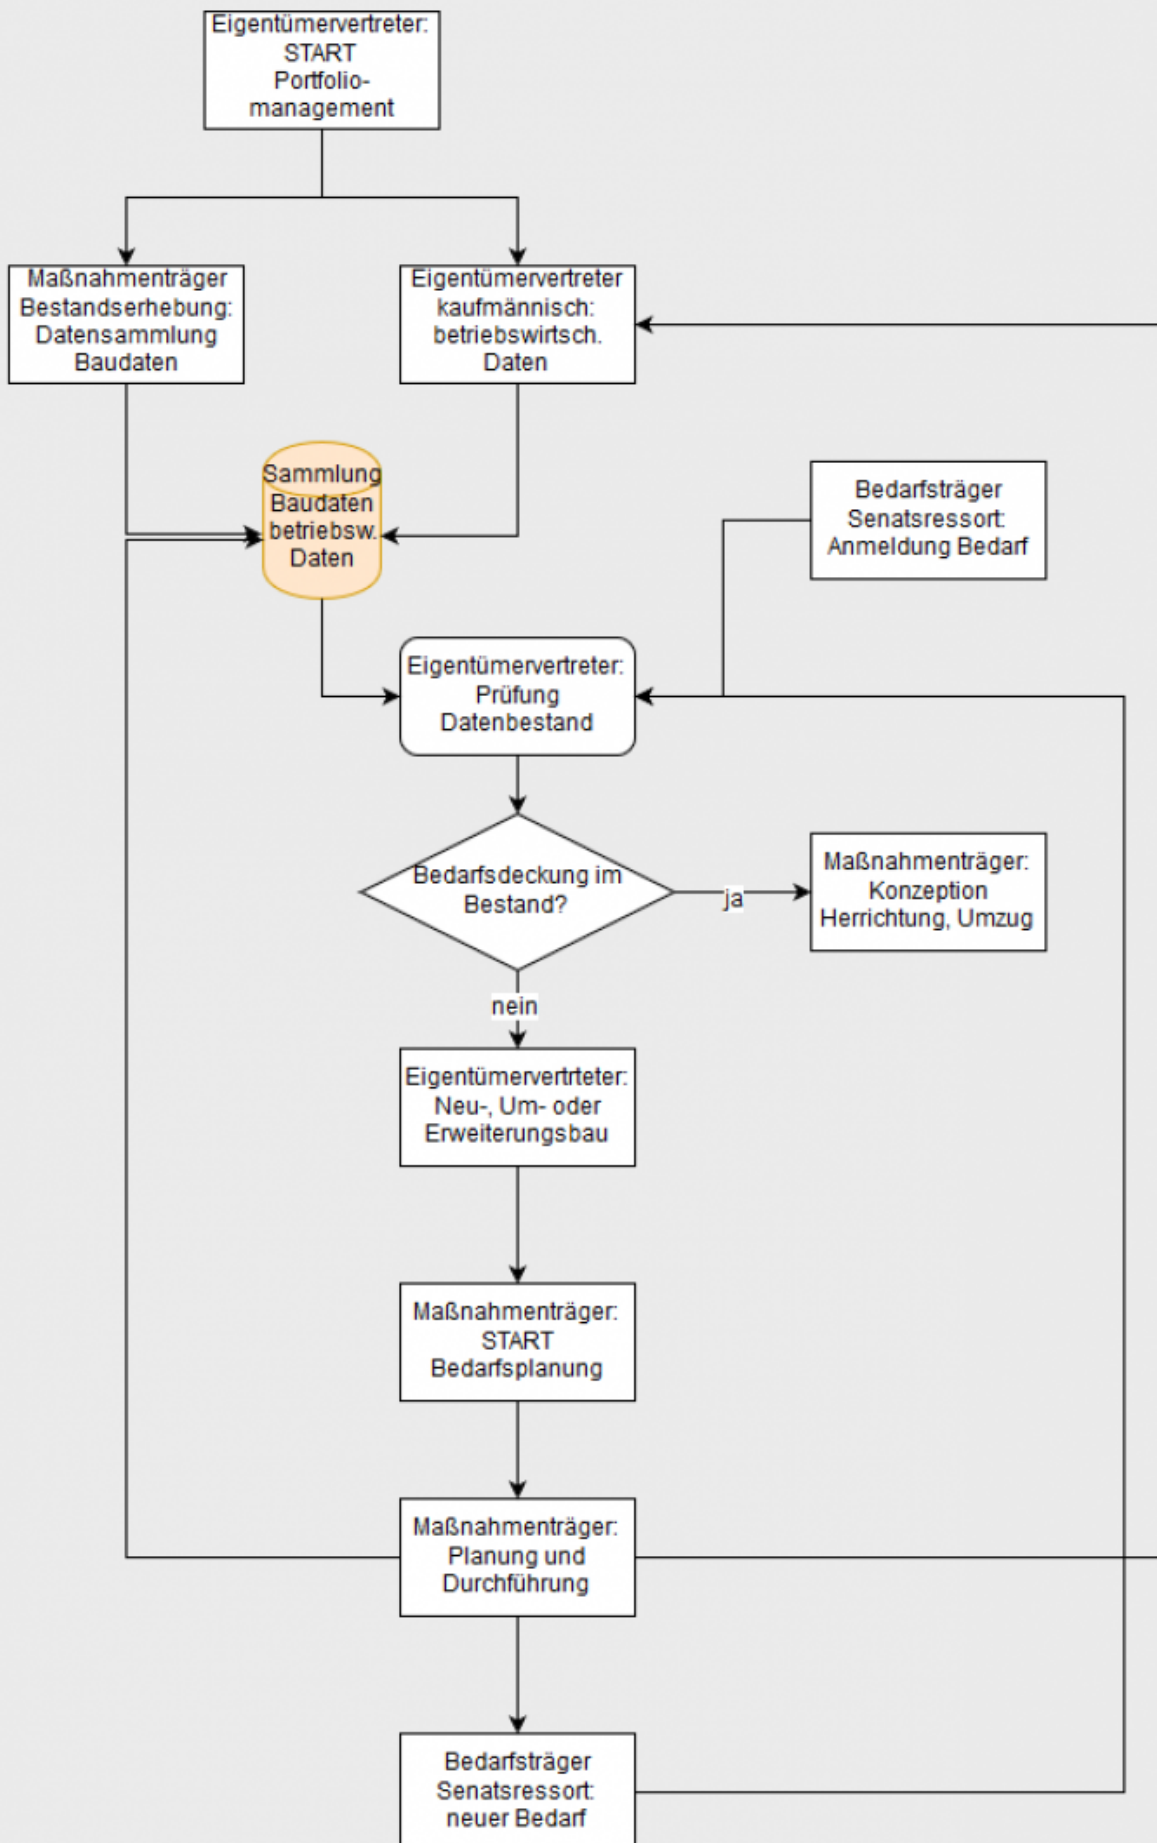 Eigentümervertreter:
START
Portfolio-
management
Maßnahmenträger
Bestandserhebung:
Datensammlung
Baudaten
Eigentümervertreter
kaufmännisch:
betriebswirtsch.
Daten
Sammlung
Baudaten
betriebsw.
Daten
Bedarfsträger
Senatsressort:
Anmeldung Bedarf
Eigentümervertreter:
Prüfung
Datenbestand
Bedarfsdeckung im
Bestand?
ja
Maßnahmenträger:
Konzeption
Herrichtung, Umzug
nein
Eigentümervertrteter:
Neu-, Um- oder
Erweiterungsbau
Maßnahmenträger:
START
Bedarfsplanung
Maßnahmenträger:
Planung und
Durchführung
Bedarfsträger
Senatsressort:
neuer Bedarf